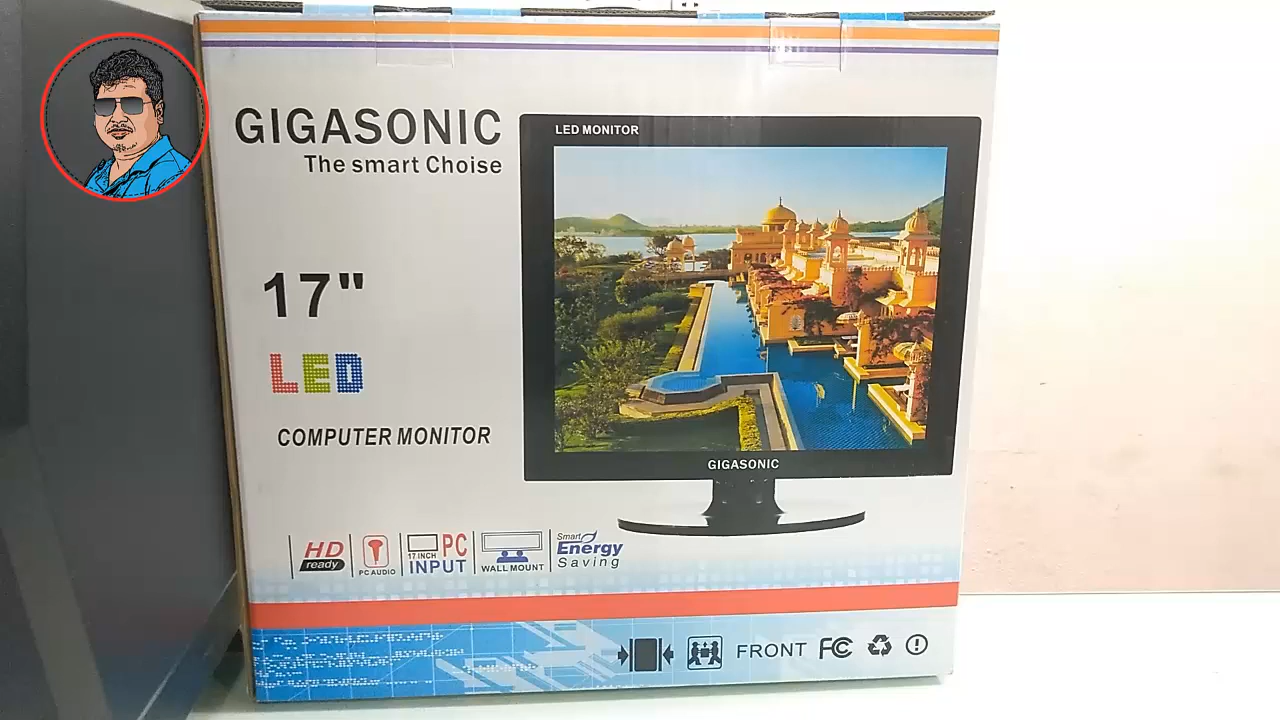 GIGASONIC
The smart Choise
LED MONITOR
17"
LED
COMPUTER MONITOR
GIGASONIC
HD
ready
PC AUDIO
17 INCH PC
INPUT
WALL MOUNT
Smart
Energy
Saving
FRONT FC